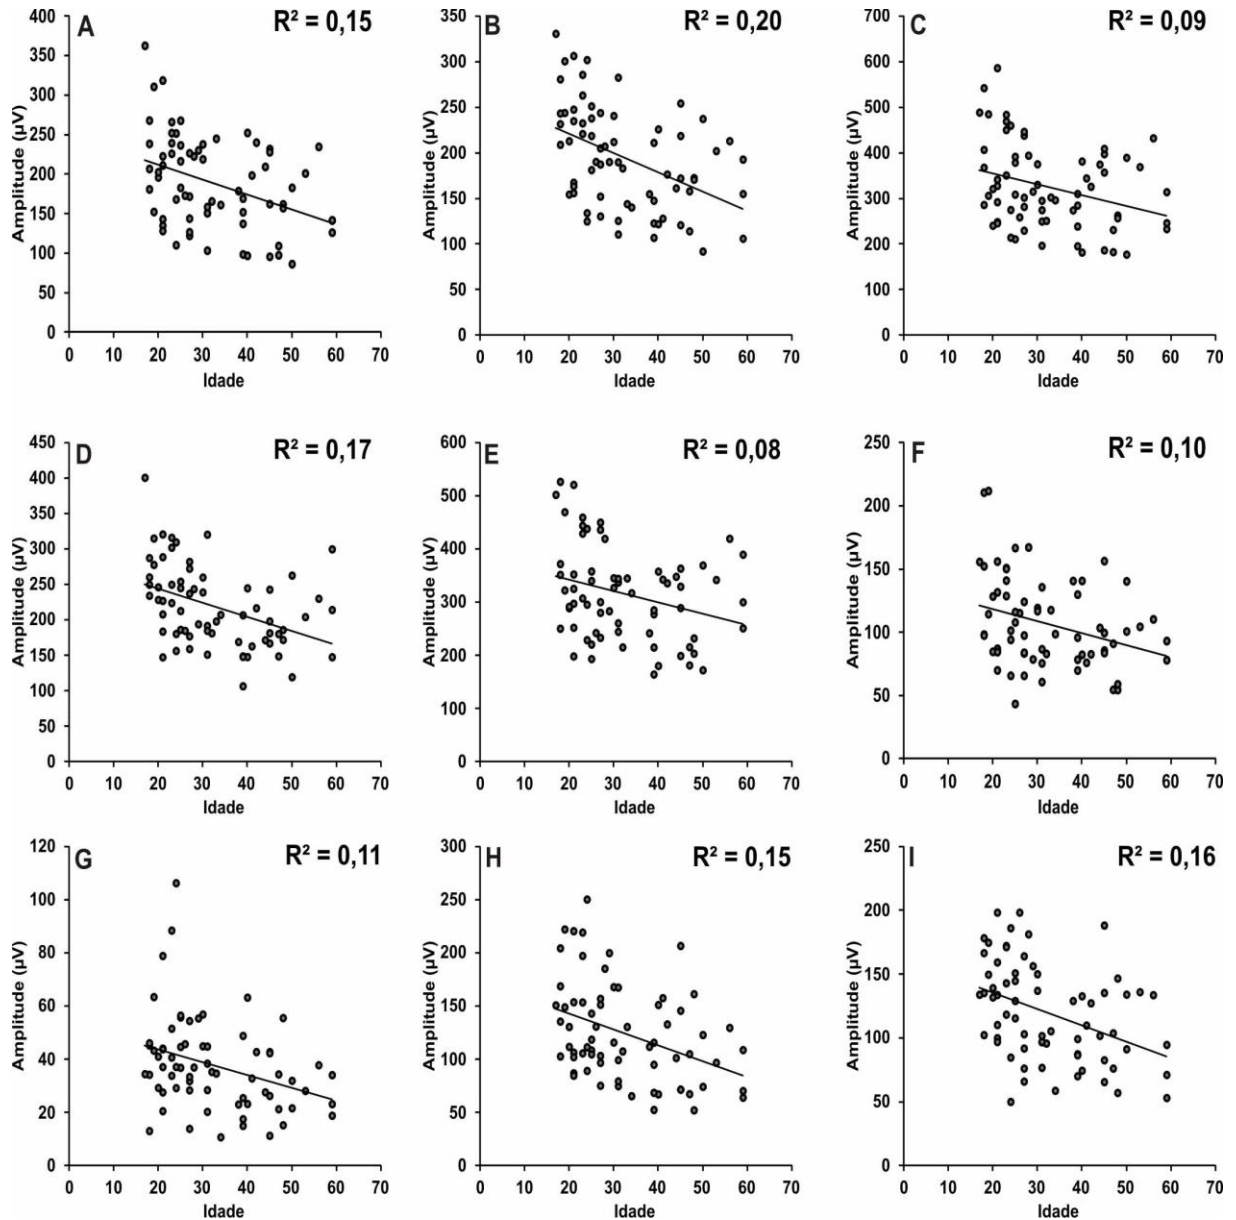 A
R² = 0,15
400
350
300
250
200
150
100
50
0
Amplitude (µV)
0 10 20 30 40 50 60 70
Idade
B
R² = 0,20
350
300
250
200
150
100
50
0
Amplitude (µV)
0 10 20 30 40 50 60 70
Idade
C
R² = 0,09
700
600
500
400
300
200
100
0
Amplitude (µV)
0 10 20 30 40 50 60 70
Idade
D
R² = 0,17
450
400
350
300
250
200
150
100
50
0
Amplitude (µV)
0 10 20 30 40 50 60 70
Idade
E
R² = 0,08
600
500
400
300
200
100
0
Amplitude (µV)
0 10 20 30 40 50 60 70
Idade
F
R² = 0,10
250
200
150
100
50
0
Amplitude (µV)
0 10 20 30 40 50 60 70
Idade
G
R² = 0,11
120
100
80
60
40
20
0
Amplitude (µV)
0 10 20 30 40 50 60 70
Idade
H
R² = 0,15
300
250
200
150
100
50
0
Amplitude (µV)
0 10 20 30 40 50 60 70
Idade
I
R² = 0,16
250
200
150
100
50
0
Amplitude (µV)
0 10 20 30 40 50 60 70
Idade